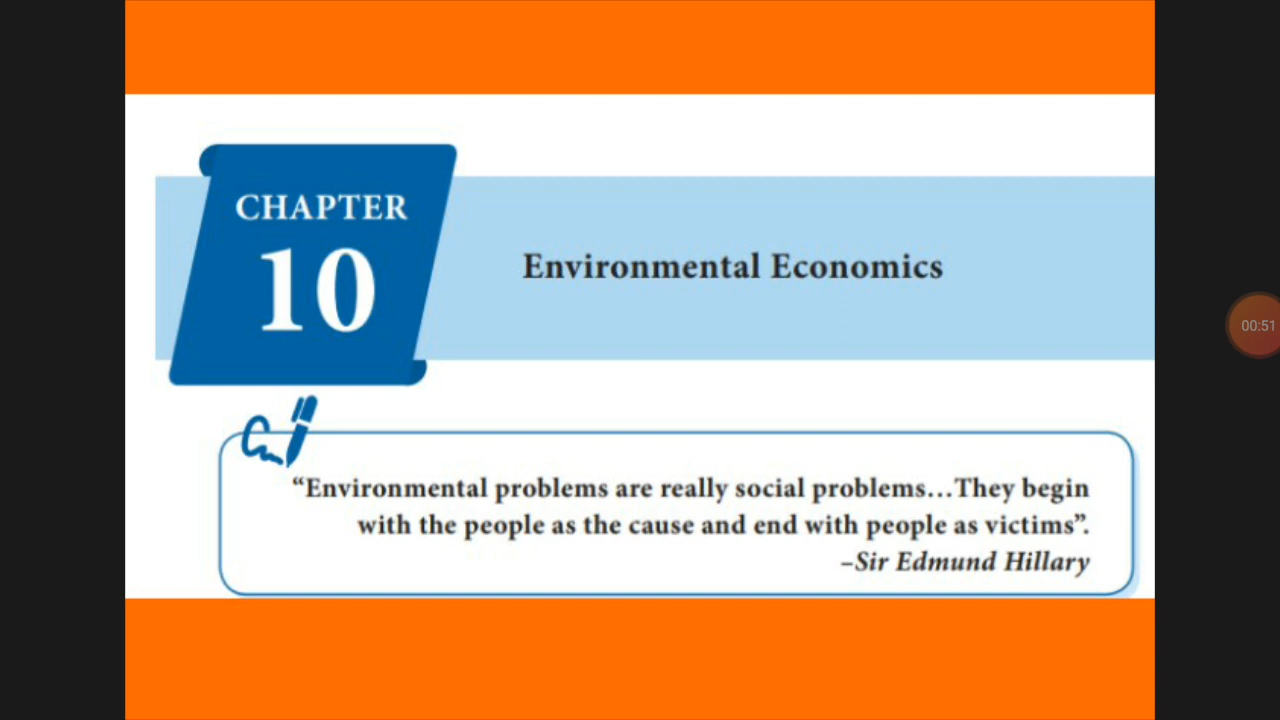 CHAPTER
10
Environmental Economics
“Environmental problems are really social problems…They begin
with the people as the cause and end with people as victims”.
–Sir Edmund Hillary
00:51